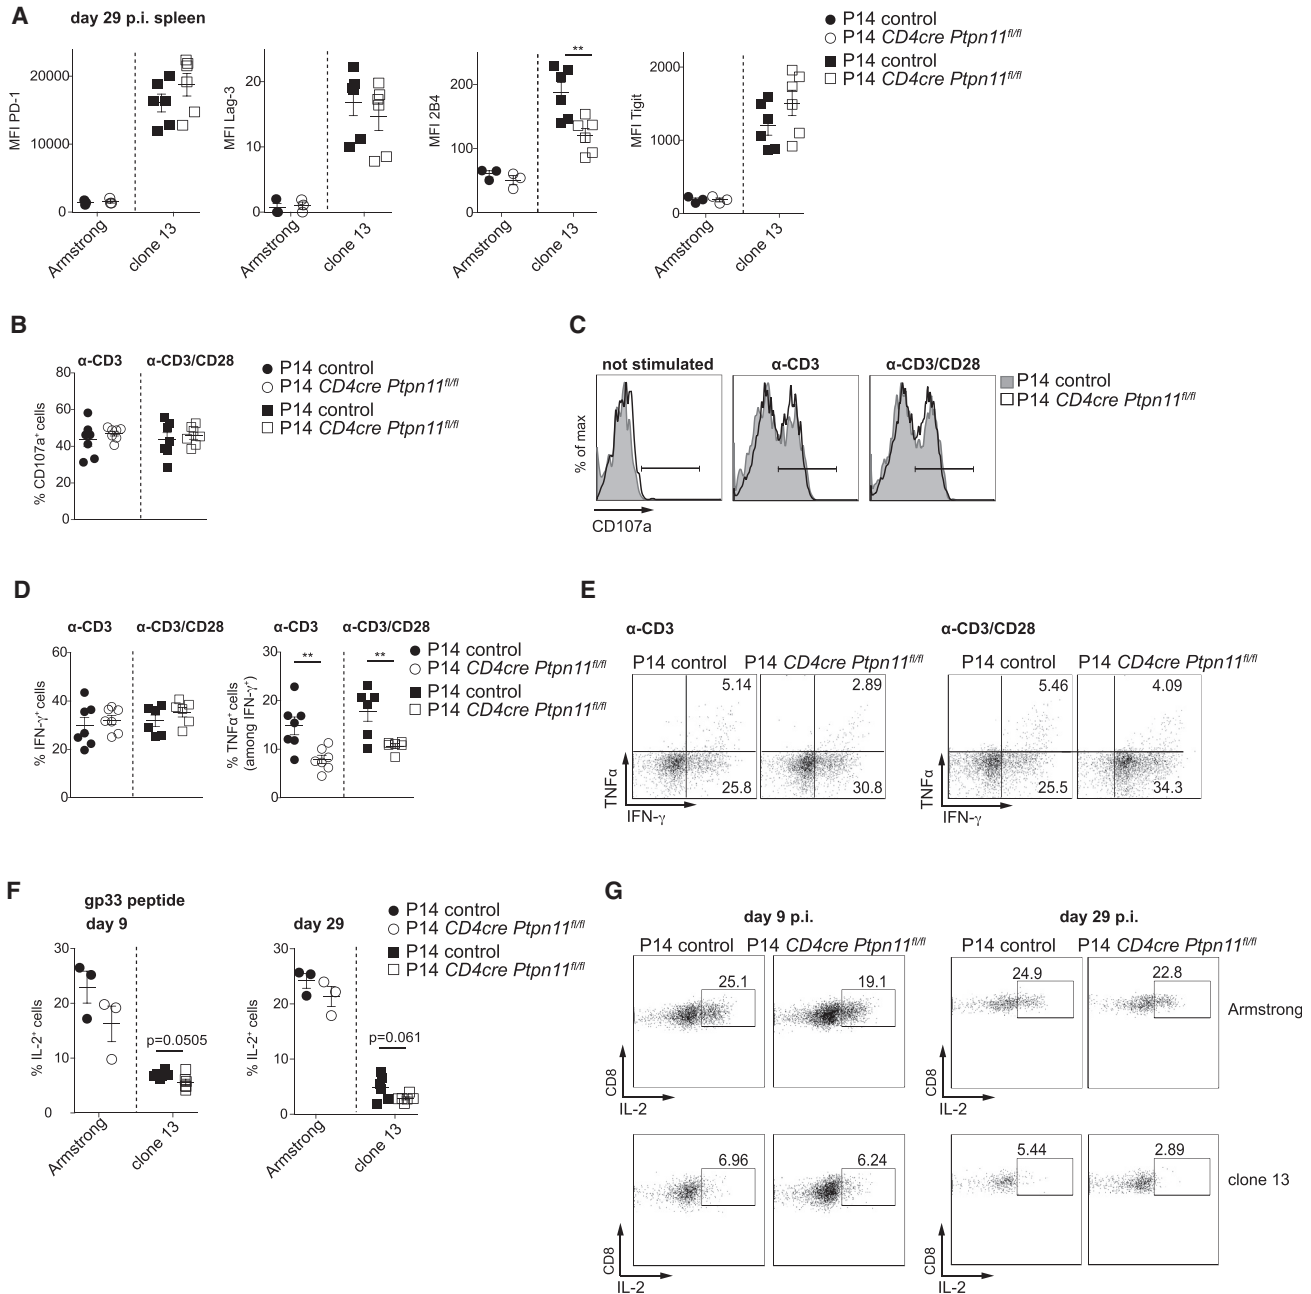 A
day 29 p.i. spleen
P14 control
P14 CD4cre Ptpn11fl/fl
P14 control
P14 CD4cre Ptpn11fl/fl
MFI PD-1
20000
10000
0
Armstrong
clone 13
MFI Lag-3
20
10
0
Armstrong
clone 13
MFI 2B4
**
200
100
0
Armstrong
clone 13
MFI Tigit
2000
1000
0
Armstrong
clone 13
B
α-CD3
α-CD3/CD28
% CD107a+ cells
80
60
40
20
0
P14 control
P14 CD4cre Ptpn11fl/fl
P14 control
P14 CD4cre Ptpn11fl/fl
C
not stimulated
α-CD3
α-CD3/CD28
% of max
CD107a
P14 control
P14 CD4cre Ptpn11fl/fl
D
α-CD3
α-CD3/CD28
% IFN-γ+ cells
60
40
20
0
α-CD3
α-CD3/CD28
% TNFα+ cells
(among IFN-γ+)
30
20
10
0
**
**
P14 control
P14 CD4cre Ptpn11fl/fl
P14 control
P14 CD4cre Ptpn11fl/fl
E
α-CD3
P14 control
P14 CD4cre Ptpn11fl/fl
5.14
2.89
25.8
30.8
TNFα
IFN-γ
α-CD3/CD28
P14 control
P14 CD4cre Ptpn11fl/fl
5.46
4.09
25.5
34.3
TNFα
IFN-γ
F
gp33 peptide
day 9
% IL-2+ cells
30
20
10
0
p=0.0505
Armstrong
clone 13
day 29
% IL-2+ cells
30
20
10
0
p=0.061
Armstrong
clone 13
P14 control
P14 CD4cre Ptpn11fl/fl
P14 control
P14 CD4cre Ptpn11fl/fl
G
day 9 p.i.
day 29 p.i.
P14 control
P14 CD4cre Ptpn11fl/fl
P14 control
P14 CD4cre Ptpn11fl/fl
25.1
19.1
24.9
22.8
Armstrong
CD8
IL-2
CD8
IL-2
6.96
6.24
5.44
2.89
clone 13
CD8
IL-2
CD8
IL-2